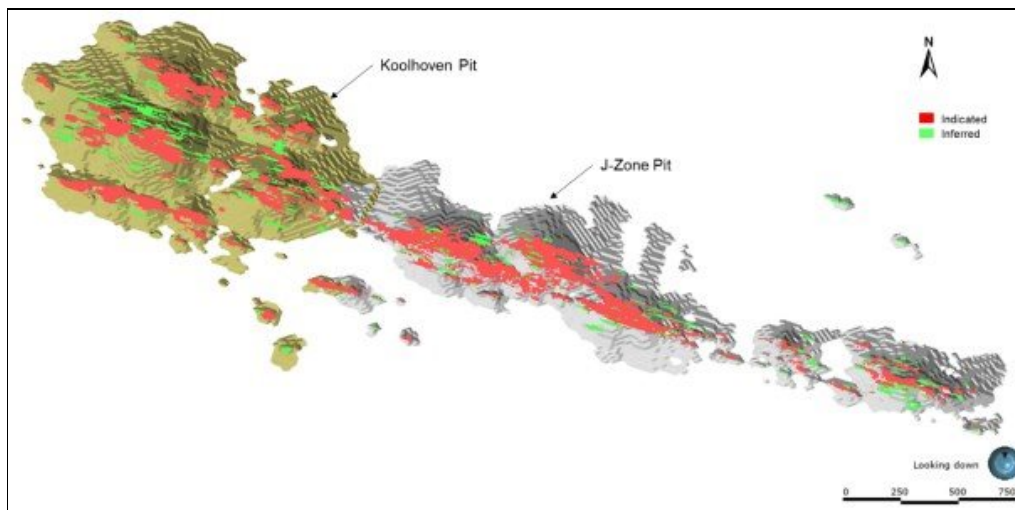 Koolhoven Pit
N
Indicated
Inferred
J-Zone Pit
Looking down
0 250 500 750